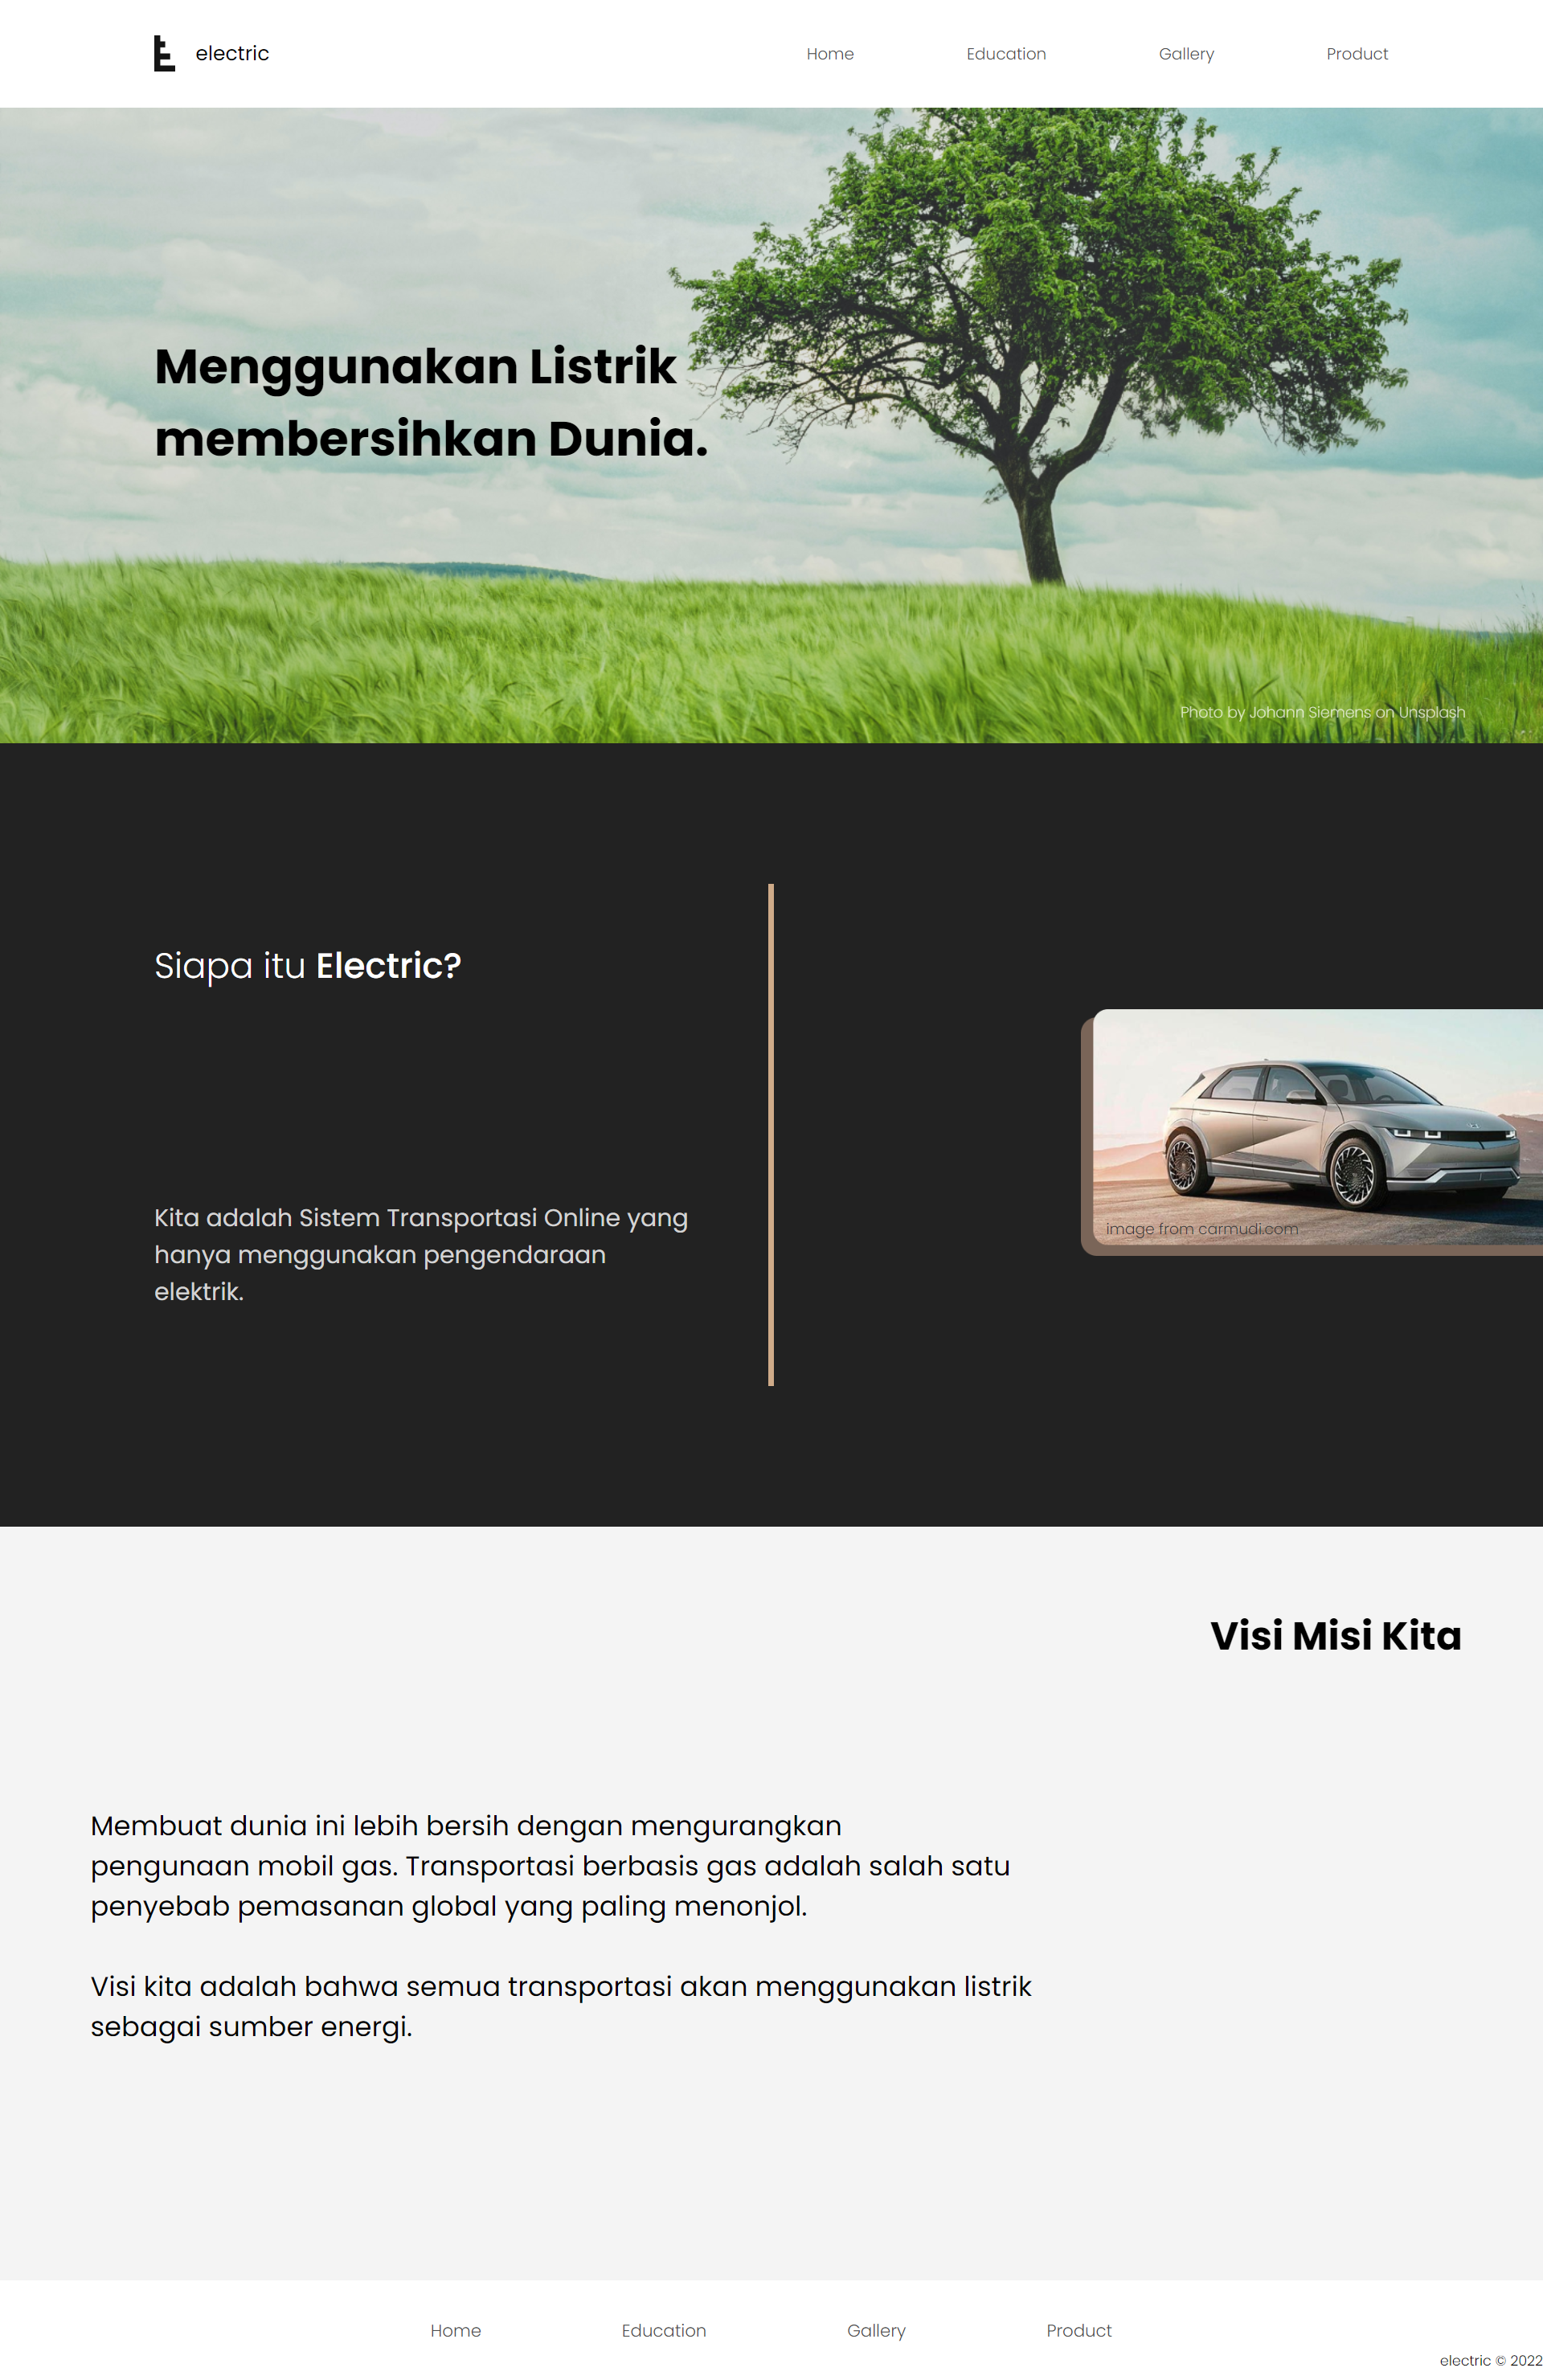 electric
Home
Education
Gallery
Product
Menggunakan Listrik
membersihkan Dunia.
Photo by Johann Siemens on Unsplash
Siapa itu Electric?
Kita adalah Sistem Transportasi Online yang
hanya menggunakan pengendaraan
elektrik.
image from carmudi.com
Visi Misi Kita
Membuat dunia ini lebih bersih dengan mengurangkan
pengunaan mobil gas. Transportasi berbasis gas adalah salah satu
penyebab pemasanan global yang paling menonjol.
Visi kita adalah bahwa semua transportasi akan menggunakan listrik
sebagai sumber energi.
Home
Education
Gallery
Product
electric © 2022